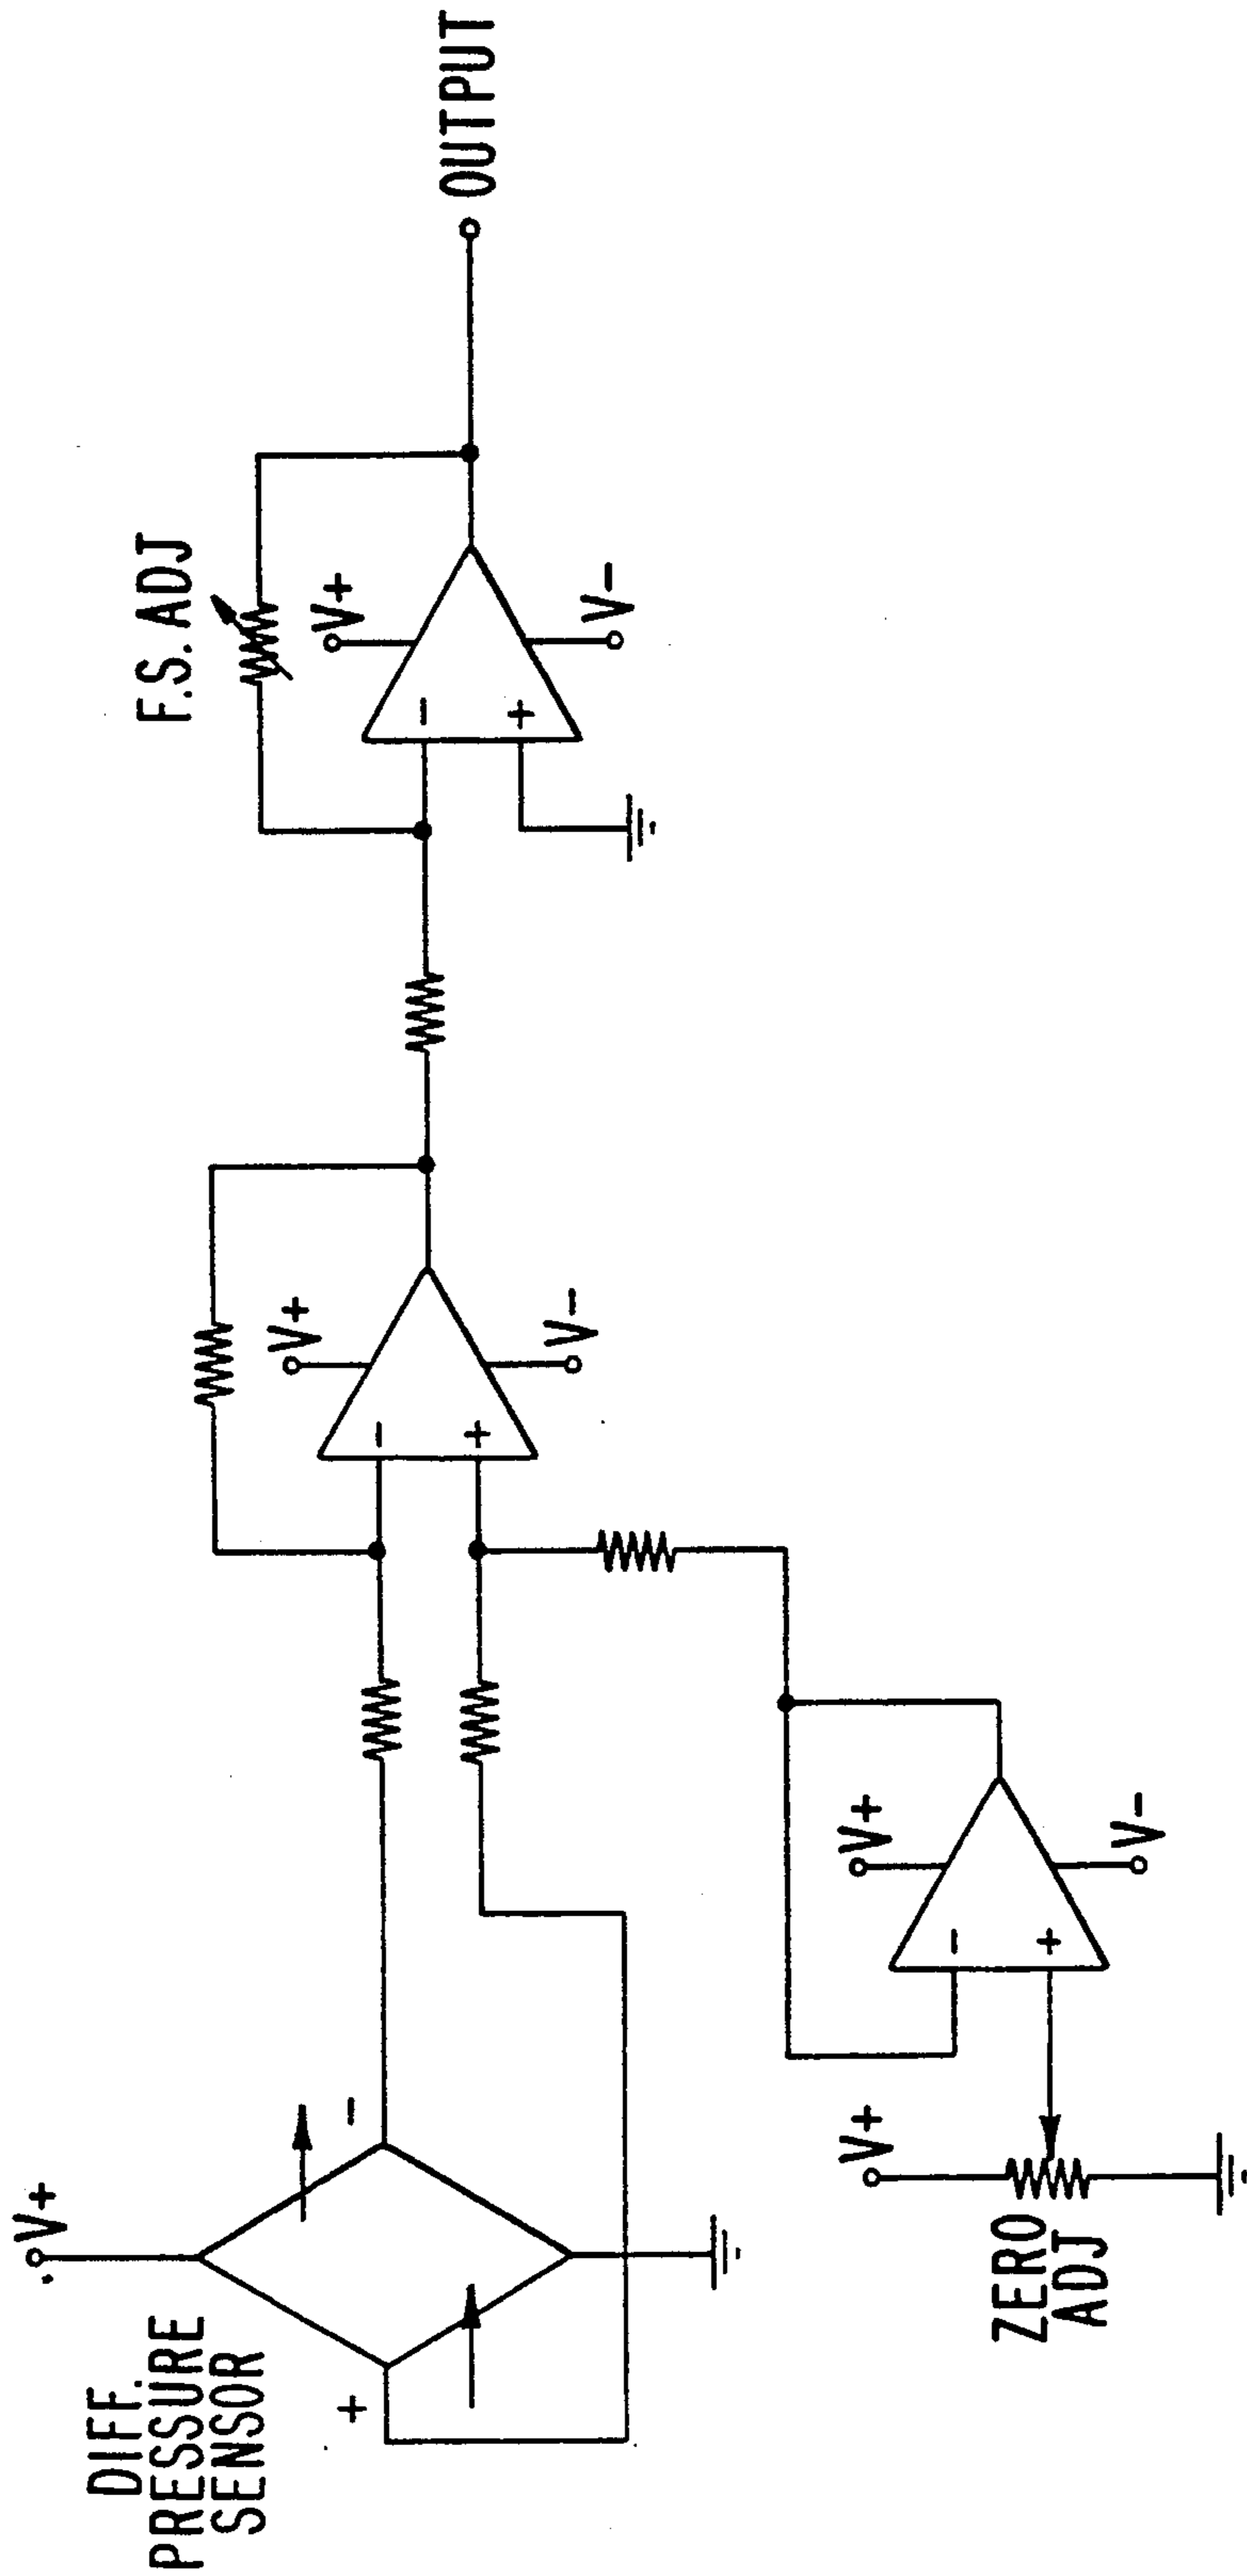 DIFF.
PRESSURE
SENSOR
V+
+
-
ZERO
ADJ
V+
-
+
V+
V-
-
+
V+
V-
F.S. ADJ
-
+
V+
V-
OUTPUT